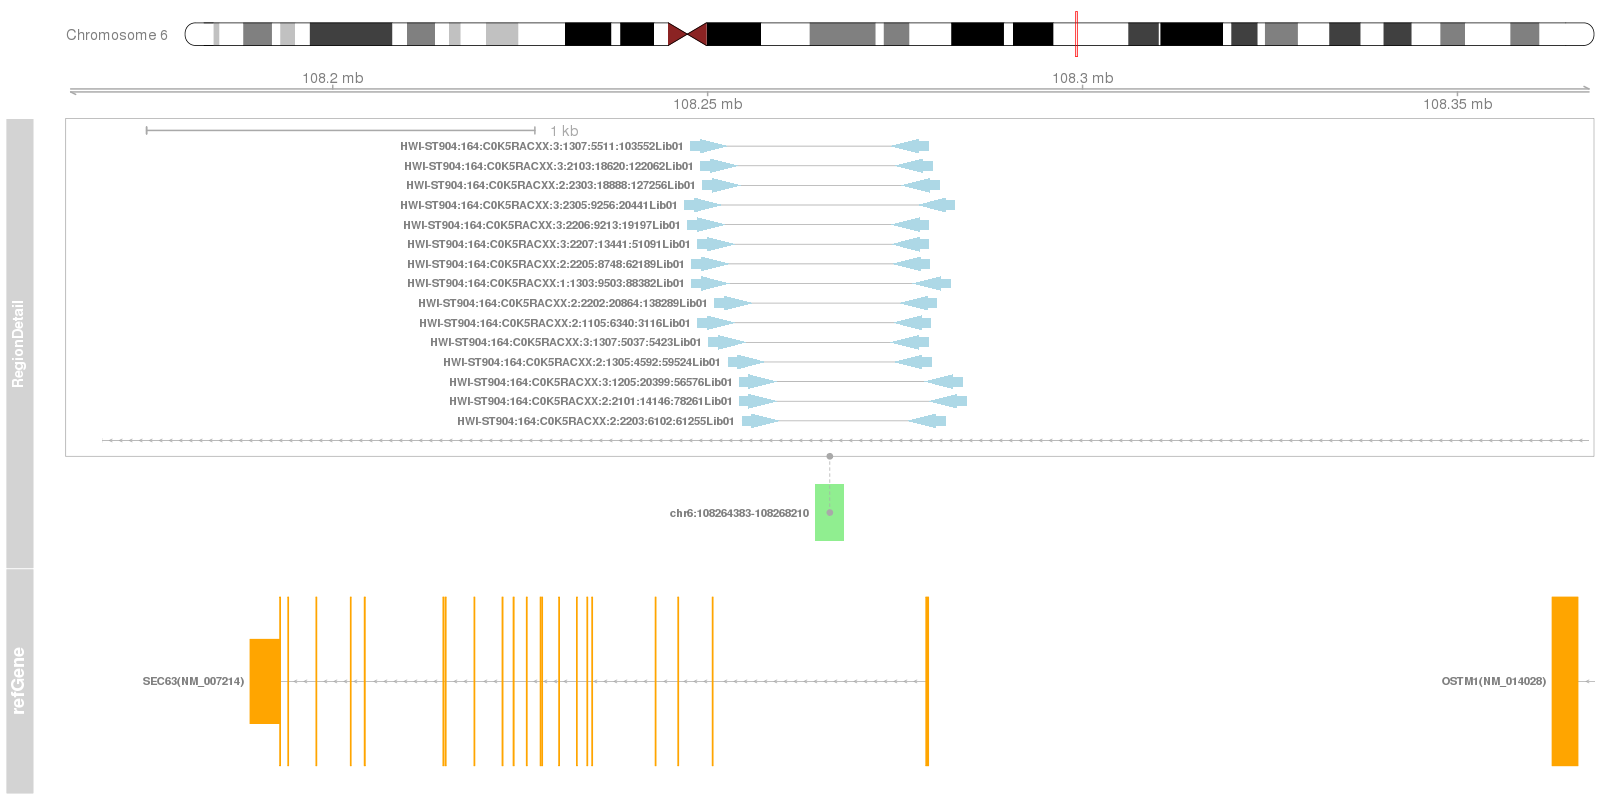 Chromosome 6
108.2 mb
108.3 mb
108.25 mb
108.35 mb
RegionDetail
1 kb
HWI-ST904:164:C0K5RACXX:3:1307:5511:103552Lib01
HWI-ST904:164:C0K5RACXX:3:2103:18620:122062Lib01
HWI-ST904:164:C0K5RACXX:2:2303:18888:127256Lib01
HWI-ST904:164:C0K5RACXX:3:2305:9256:20441Lib01
HWI-ST904:164:C0K5RACXX:3:2206:9213:19197Lib01
HWI-ST904:164:C0K5RACXX:3:2207:13441:51091Lib01
HWI-ST904:164:C0K5RACXX:2:2205:8748:62189Lib01
HWI-ST904:164:C0K5RACXX:1:1303:9503:88382Lib01
HWI-ST904:164:C0K5RACXX:2:2202:20864:138289Lib01
HWI-ST904:164:C0K5RACXX:2:1105:6340:3116Lib01
HWI-ST904:164:C0K5RACXX:3:1307:5037:5423Lib01
HWI-ST904:164:C0K5RACXX:2:1305:4592:59524Lib01
HWI-ST904:164:C0K5RACXX:3:1205:20399:56576Lib01
HWI-ST904:164:C0K5RACXX:2:2101:14146:78261Lib01
HWI-ST904:164:C0K5RACXX:2:2203:6102:61255Lib01
chr6:108264383-108268210
refGene
SEC63(NM_007214)
OSTM1(NM_014028)